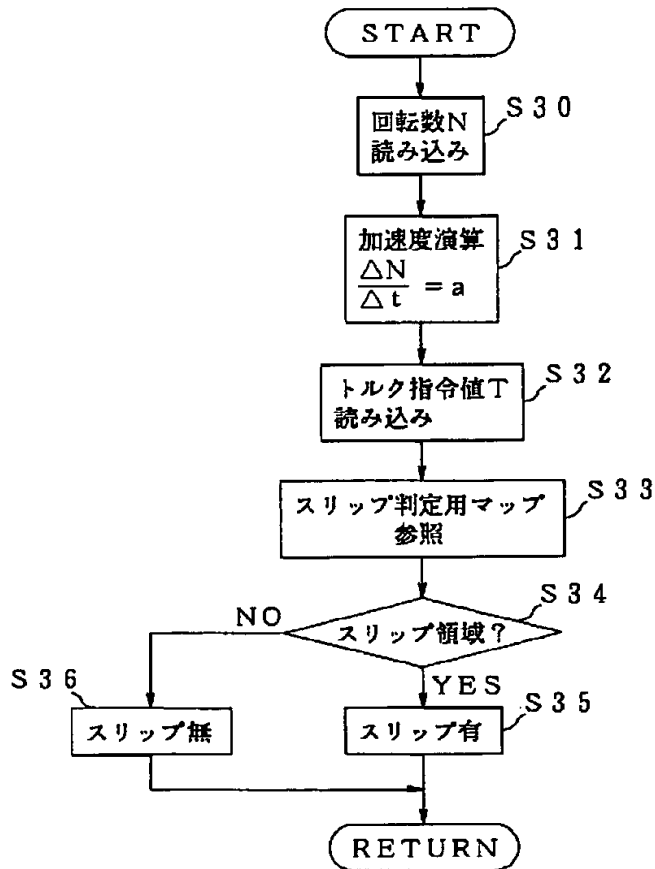 START
S30
回転数N
読み込み
S31
加速度演算
△N
△t
= a
S32
トルク指令値T
読み込み
S33
スリップ判定用マップ
参照
S34
スリップ領域?
NO
YES
S36
スリップ無
S35
スリップ有
RETURN